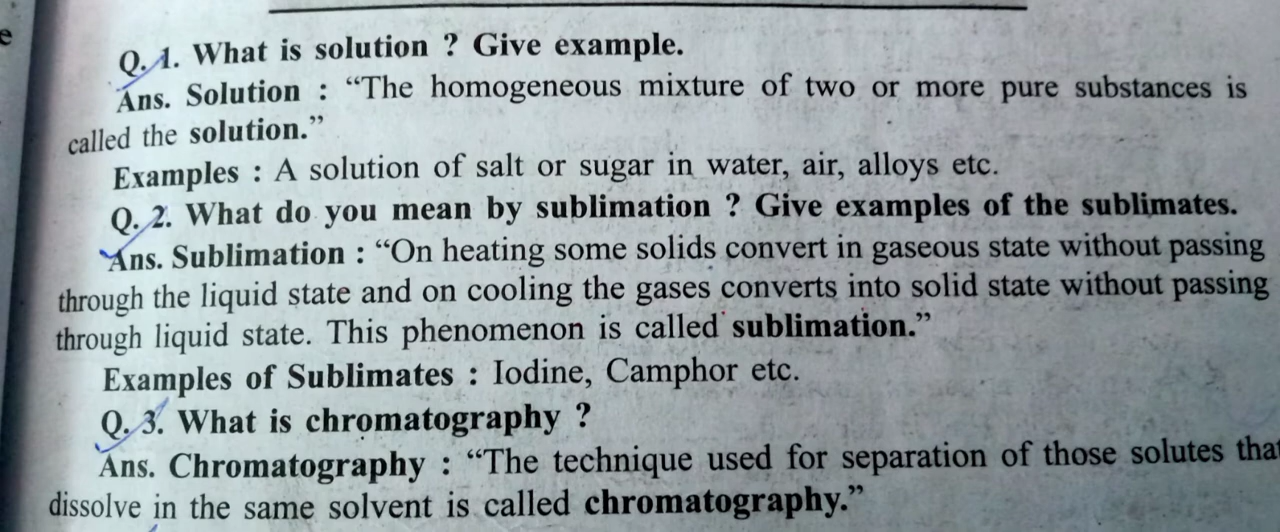 e
Q. 1. What is solution ? Give example.
Ans. Solution : “The homogeneous mixture of two or more pure substances is
called the solution.”
Examples : A solution of salt or sugar in water, air, alloys etc.
Q. 2. What do you mean by sublimation ? Give examples of the sublimates.
Ans. Sublimation : “On heating some solids convert in gaseous state without passing
through the liquid state and on cooling the gases converts into solid state without passing
through liquid state. This phenomenon is called sublimation.”
Examples of Sublimates : Iodine, Camphor etc.
Q. 3. What is chromatography ?
Ans. Chromatography : “The technique used for separation of those solutes that
dissolve in the same solvent is called chromatography.”